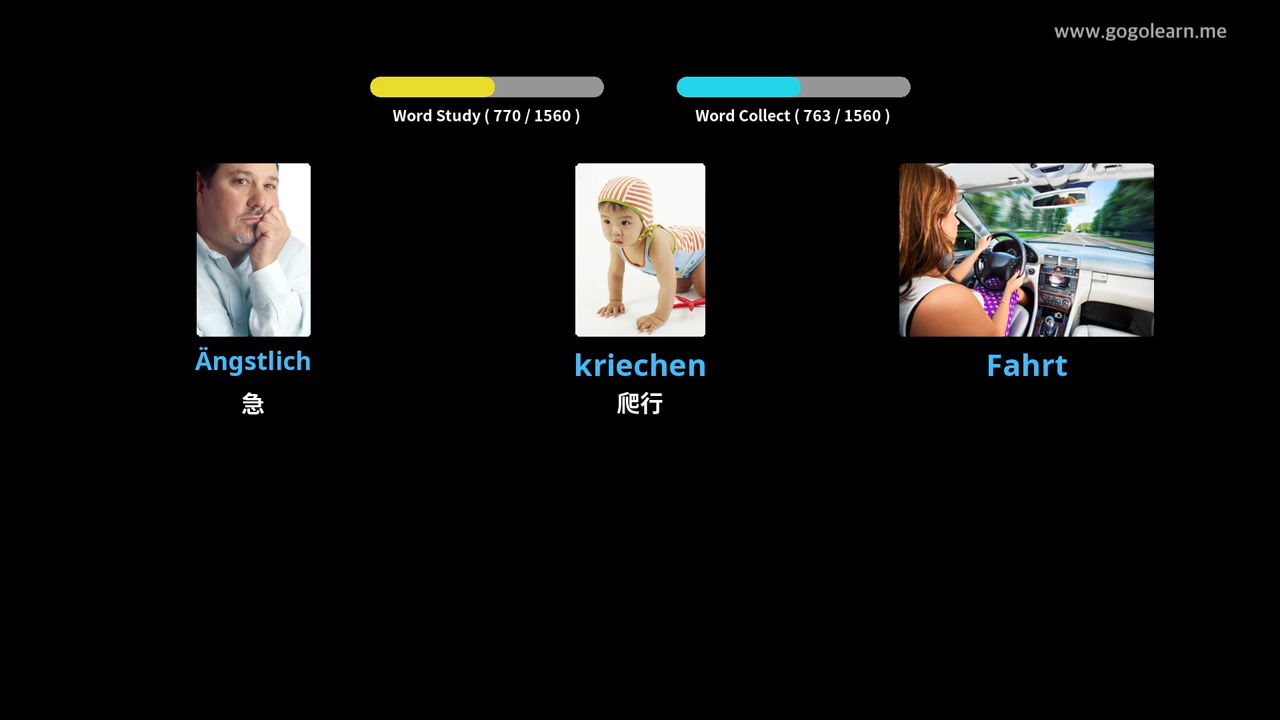 www.gogolearn.me
Word Study ( 770 / 1560 )
Word Collect ( 763 / 1560 )
Ängstlich
kriechen
Fahrt
急
爬行